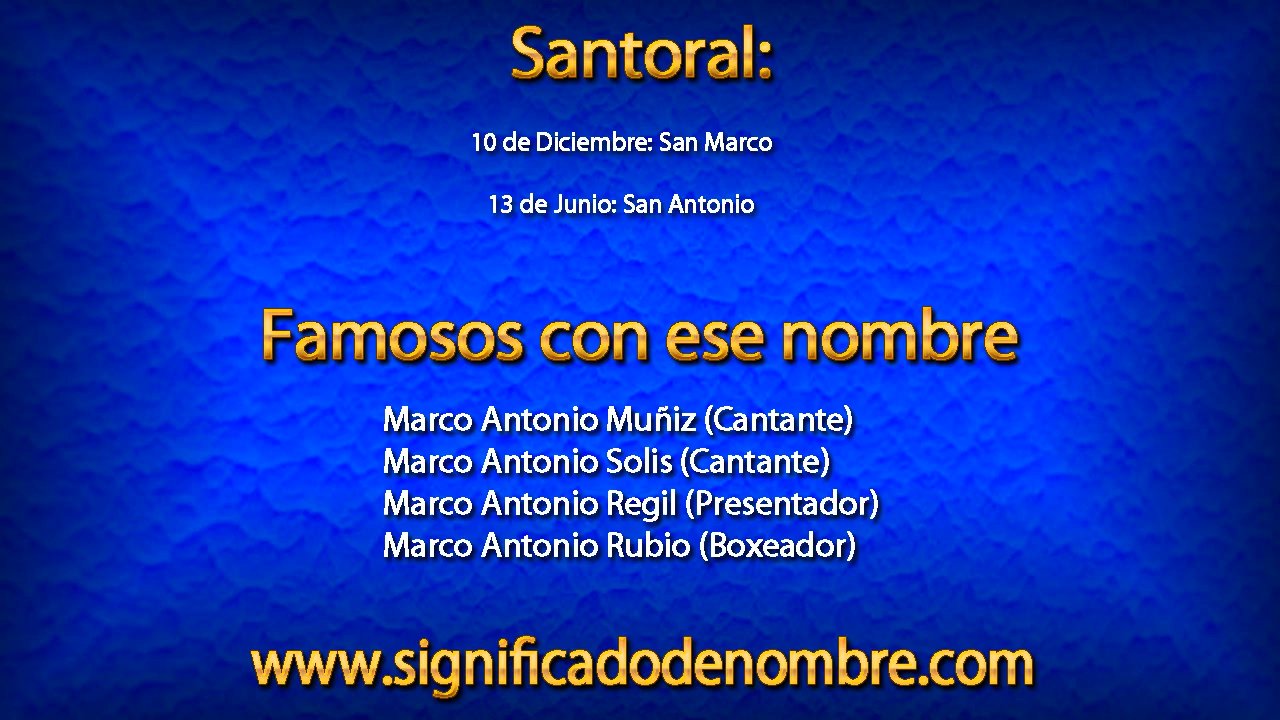 Santoral:
10 de Diciembre: San Marco
13 de Junio: San Antonio
Famosos con ese nombre
Marco Antonio Muñiz (Cantante)
Marco Antonio Solis (Cantante)
Marco Antonio Regil (Presentador)
Marco Antonio Rubio (Boxeador)
www.significadodenombre.com